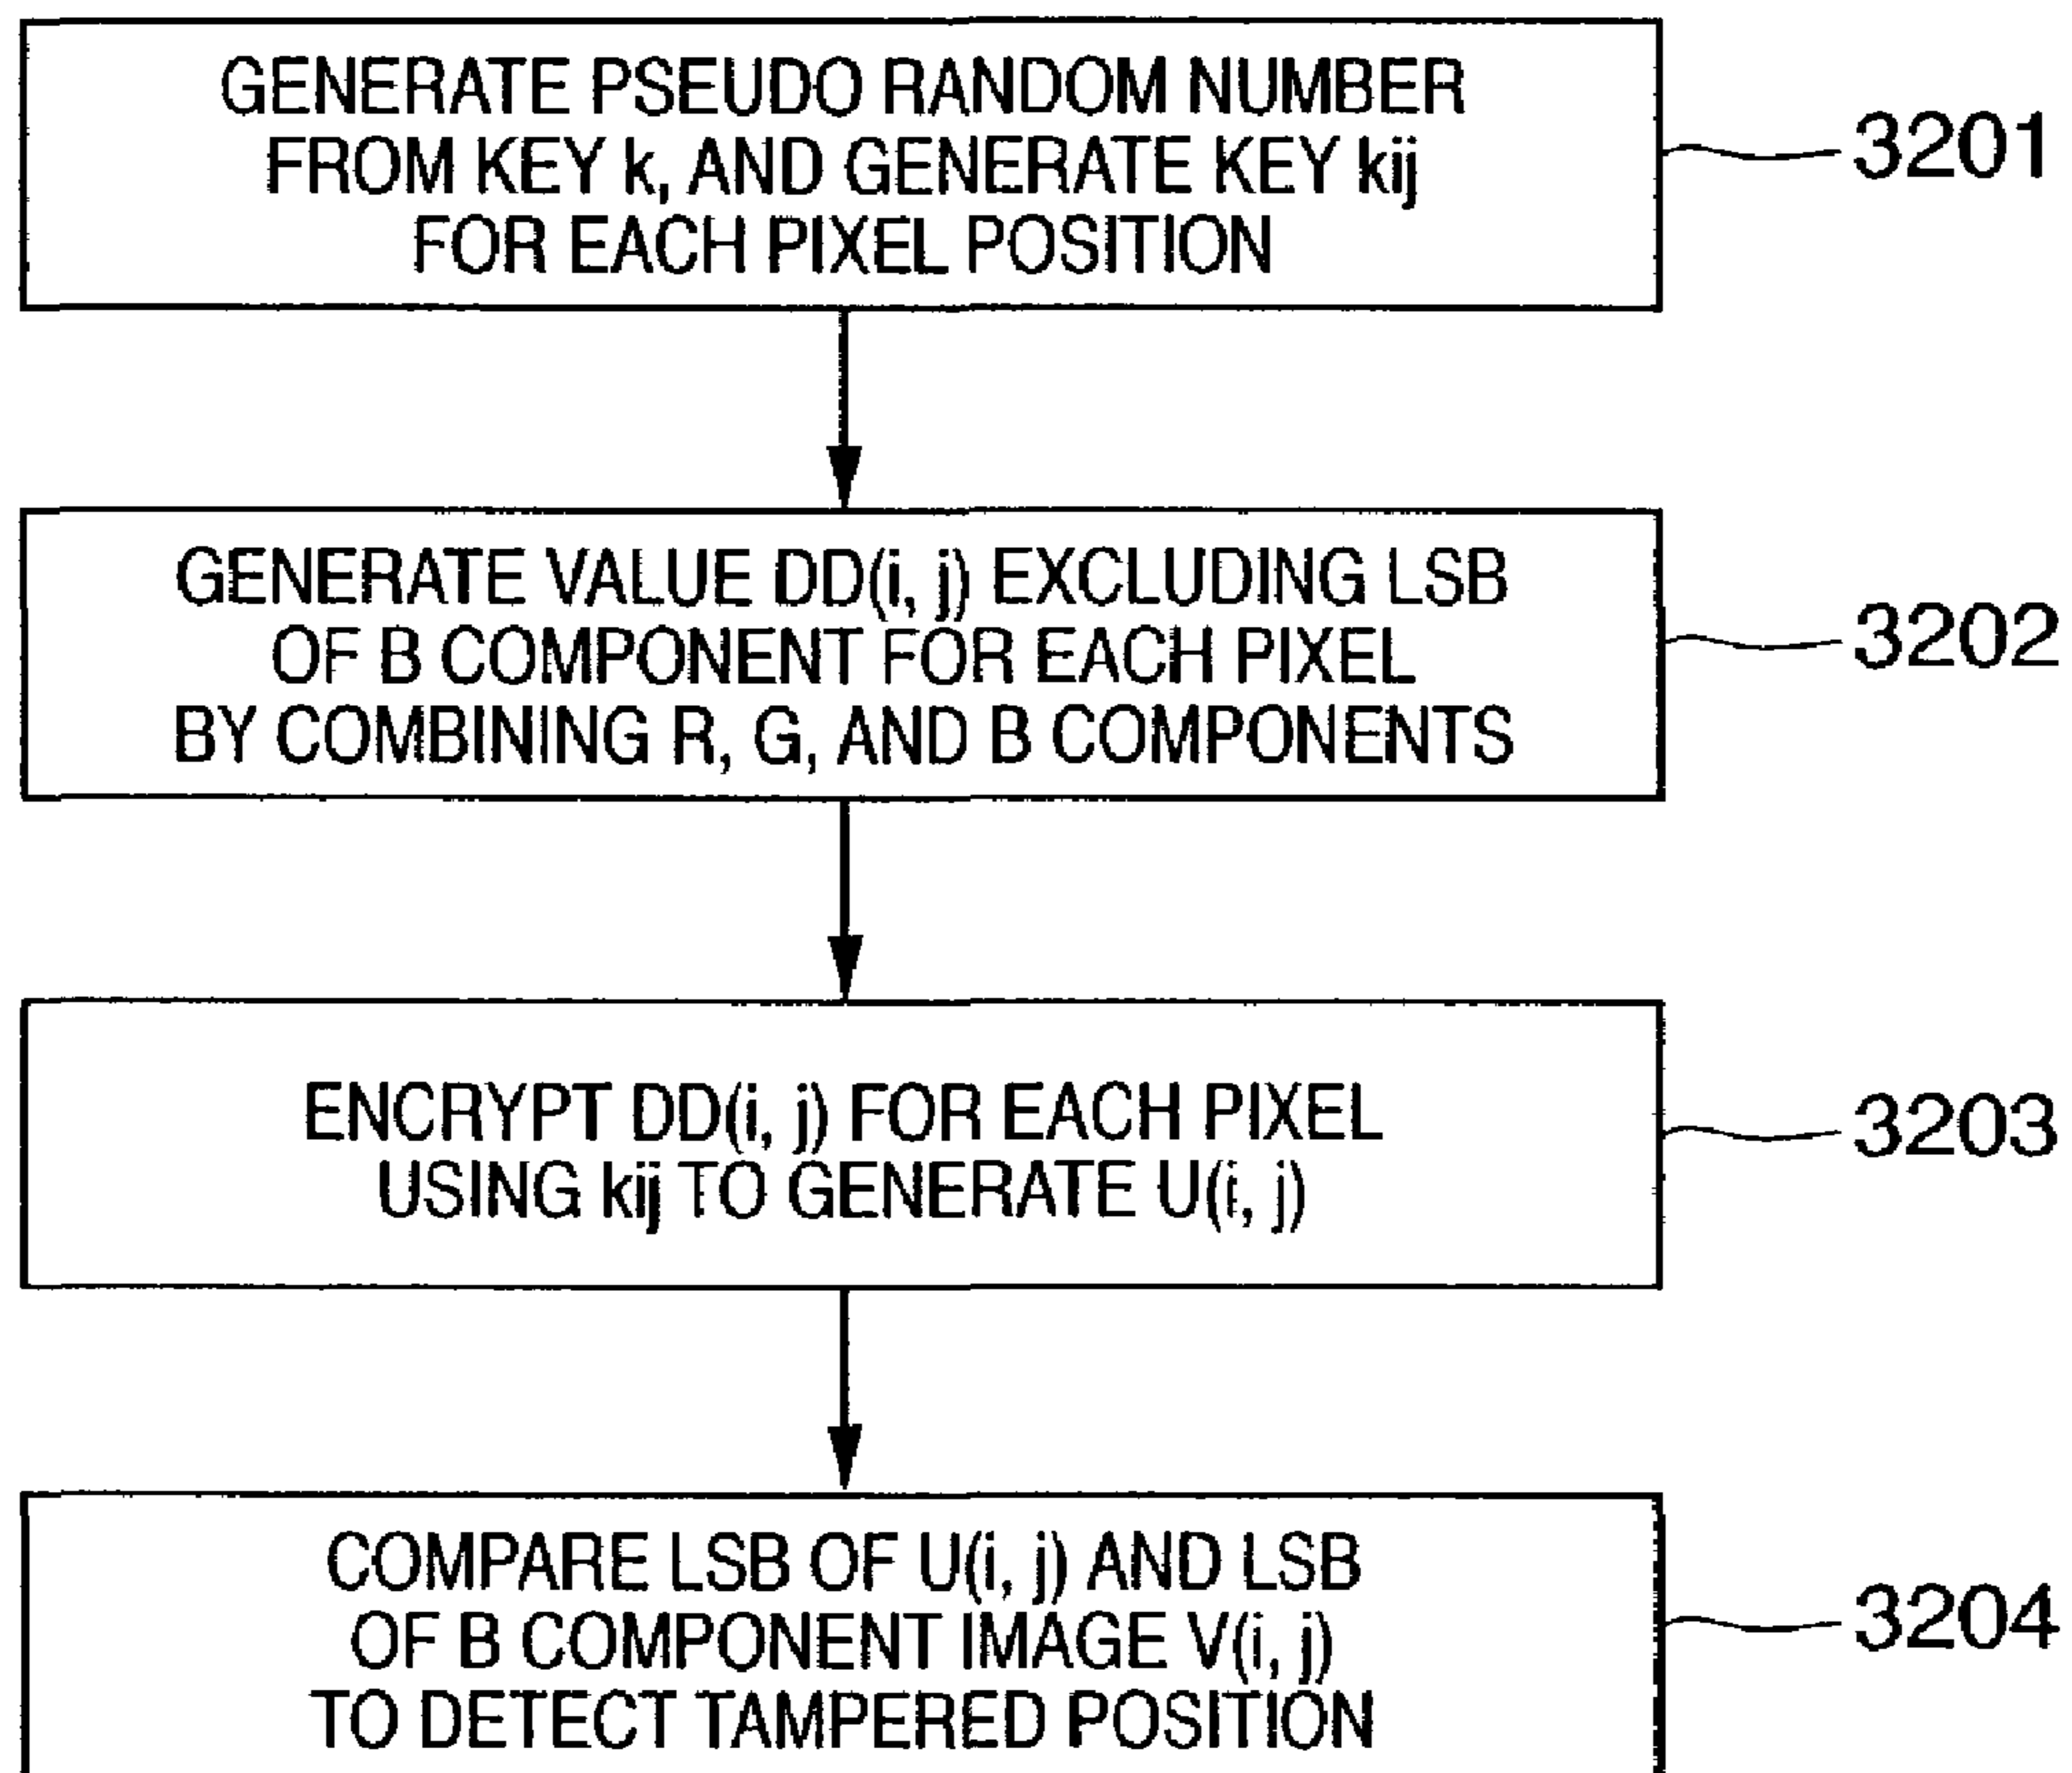 GENERATE PSEUDO RANDOM NUMBER
FROM KEY k, AND GENERATE KEY kij
FOR EACH PIXEL POSITION
3201
GENERATE VALUE DD(i, j) EXCLUDING LSB
OF B COMPONENT FOR EACH PIXEL
BY COMBINING R, G, AND B COMPONENTS
3202
ENCRYPT DD(i, j) FOR EACH PIXEL
USING kij TO GENERATE U(i, j)
3203
COMPARE LSB OF U(i, j) AND LSB
OF B COMPONENT IMAGE V(i, j)
TO DETECT TAMPERED POSITION
3204